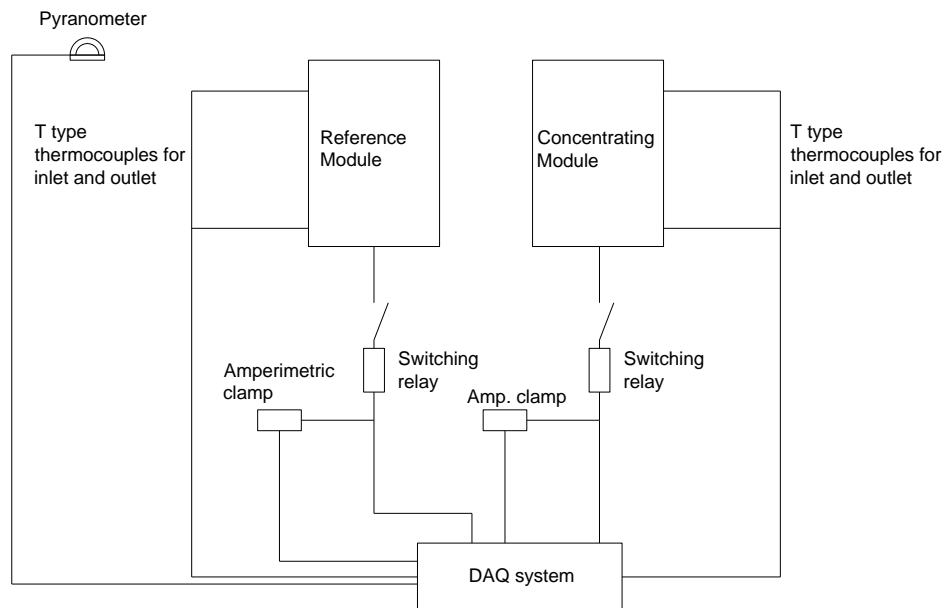 Pyranometer
T type
thermocouples for
inlet and outlet
Reference
Module
Concentrating
Module
T type
thermocouples for
inlet and outlet
Amperimetric
clamp
Switching
relay
Amp. clamp
Switching
relay
DAQ system